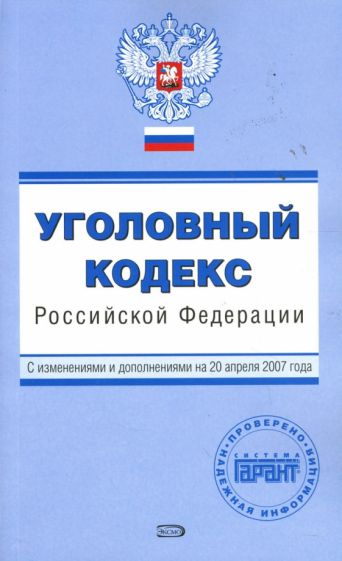 УГОЛОВНЫЙ
КОДЕКС
Российской Федерации
С изменениями и дополнениями на 20 апреля 2007 года
ПРОВЕРЕНО
СИСТЕМА
ГАРАНТ
НАДЕЖНАЯ ИНФОРМАЦИЯ
ЭКСМО